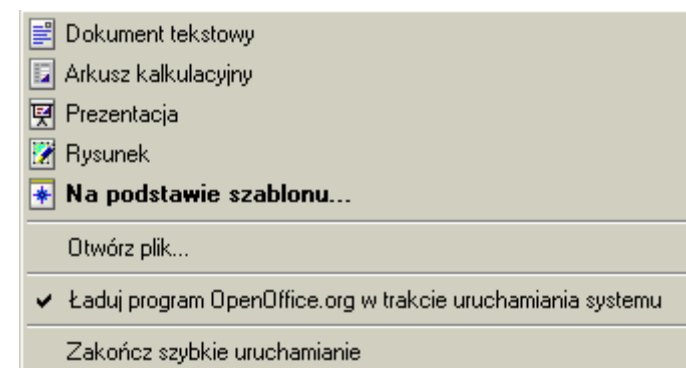 Dokument tekstowy
Arkusz kalkulacyjny
Prezentacja
Rysunek
Na podstawie szablonu...
Otwórz plik...
Ładuj program OpenOffice.org w trakcie uruchamiania systemu
Zakończ szybkie uruchamianie